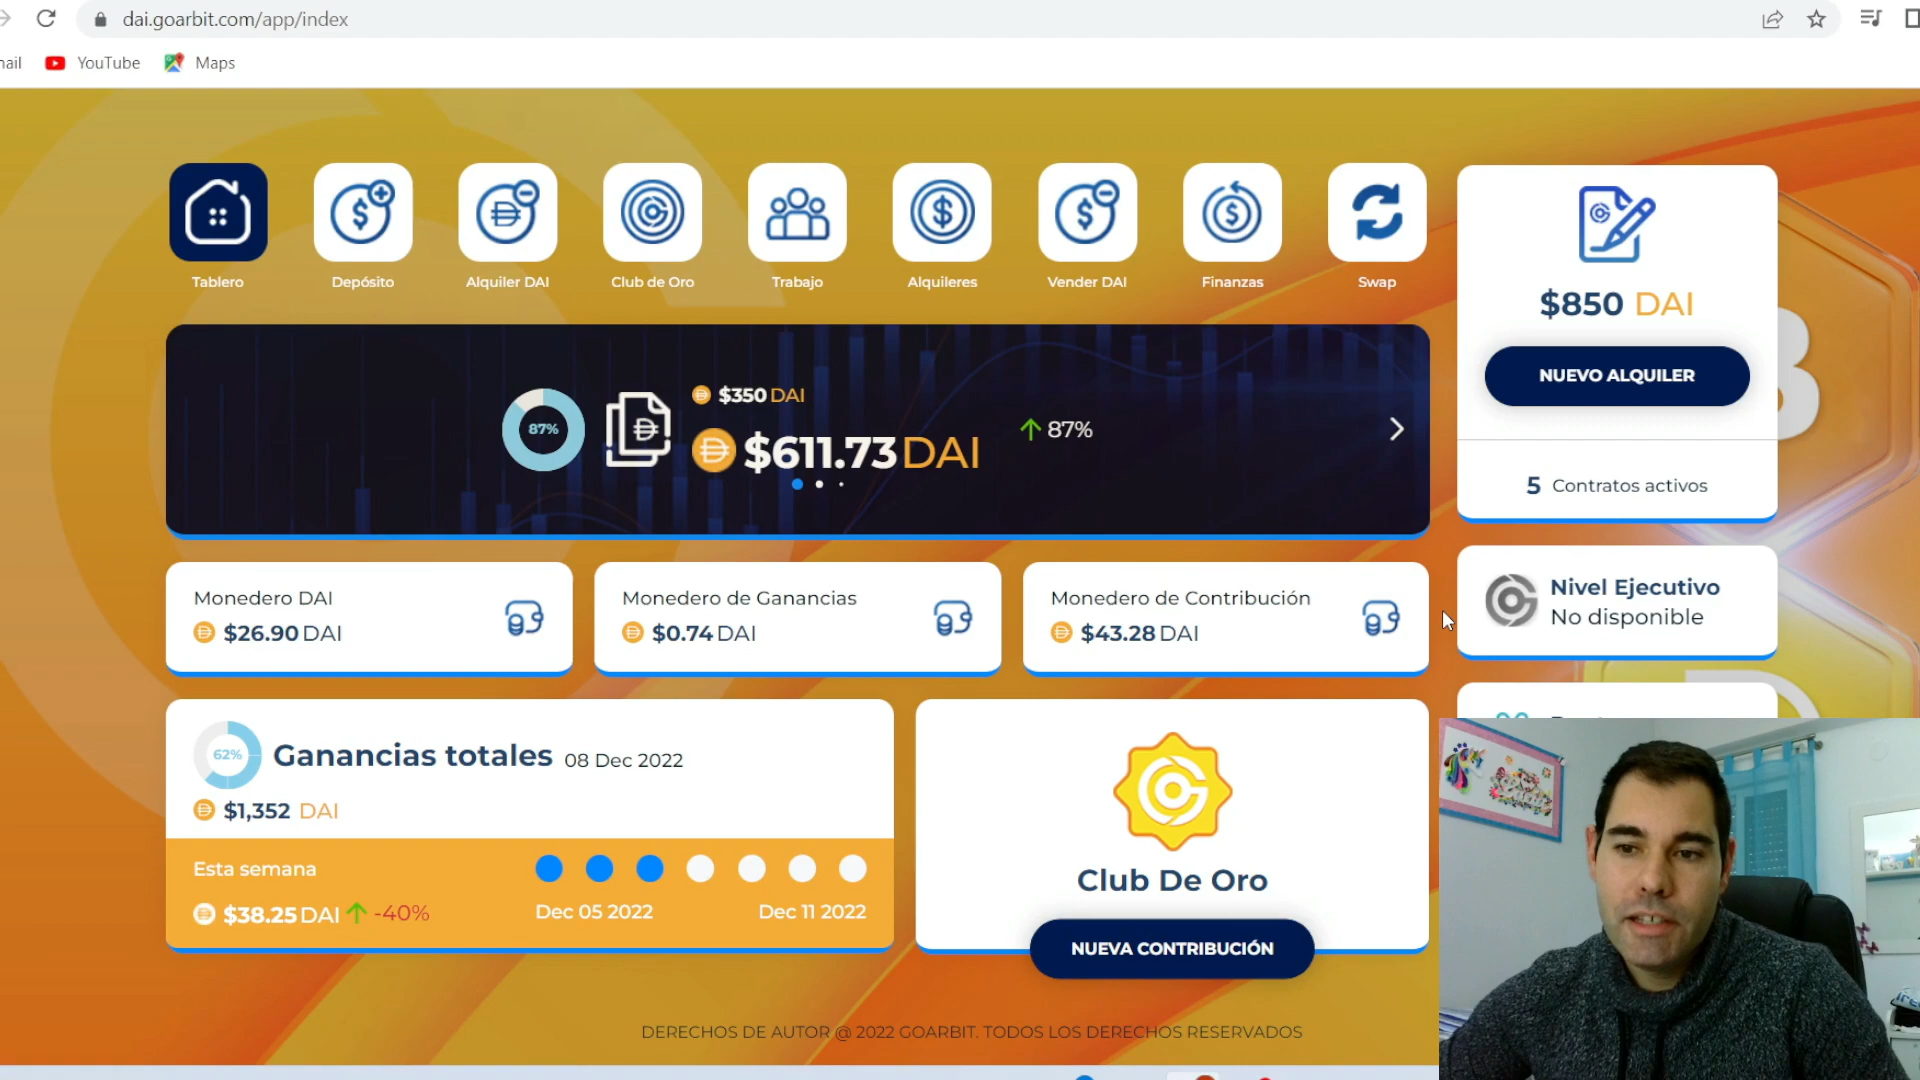 dai.goarbit.com/app/index
YouTube
Maps
Tablero
Depósito
Alquiler DAI
Club de Oro
Trabajo
Alquileres
Vender DAI
Finanzas
Swap
$850 DAI
NUEVO ALQUILER
5 Contratos activos
87%
$350 DAI
$611.73 DAI
87%
Monedero DAI
$26.90 DAI
Monedero de Ganancias
$0.74 DAI
Monedero de Contribución
$43.28 DAI
Nivel Ejecutivo
No disponible
62%
Ganancias totales 08 Dec 2022
$1,352 DAI
Esta semana
$38.25 DAI -40%
Dec 05 2022
Dec 11 2022
Club De Oro
NUEVA CONTRIBUCIÓN
DERECHOS DE AUTOR @ 2022 GOARBIT. TODOS LOS DERECHOS RESERVADOS